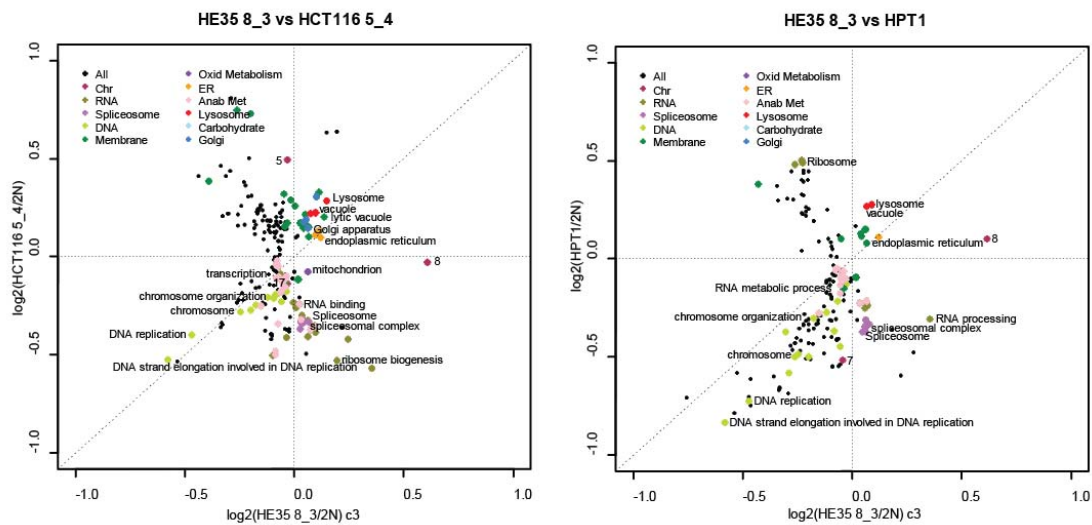 HE35 8_3 vs HCT116 5_4
log2(HCT116 5_4/2N)
1.0
0.5
0.0
-0.5
-1.0
All
Chr
RNA
Spliceosome
DNA
Membrane
Oxid Metabolism
ER
Anab Met
Lysosome
Carbohydrate
Golgi
5
Lysosome
vacuole
lytic vacuole
Golgi apparatus
endoplasmic reticulum
8
transcription
mitochondrion
7
chromosome organization
RNA binding
chromosome
Spliceosome
spliceosomal complex
DNA replication
ribosome biogenesis
DNA strand elongation involved in DNA replication
-1.0 -0.5 0.0 0.5 1.0
log2(HE35 8_3/2N) c3
HE35 8_3 vs HPT1
log2(HPT1/2N)
1.0
0.5
0.0
-0.5
-1.0
All
Chr
RNA
Spliceosome
DNA
Membrane
Oxid Metabolism
ER
Anab Met
Lysosome
Carbohydrate
Golgi
Ribosome
lysosome
vacuole
endoplasmic reticulum
8
RNA metabolic process
chromosome organization
RNA processing
spliceosomal complex
Spliceosome
chromosome
7
DNA replication
DNA strand elongation involved in DNA replication
-1.0 -0.5 0.0 0.5 1.0
log2(HE35 8_3/2N) c3